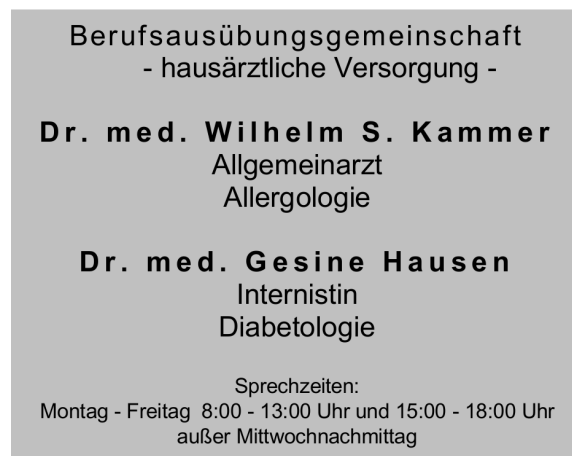 Berufsausübungsgemeinschaft
- hausärztliche Versorgung -
Dr. med. Wilhelm S. Kammer
Allgemeinarzt
Allergologie
Dr. med. Gesine Hausen
Internistin
Diabetologie
Sprechzeiten:
Montag - Freitag 8:00 - 13:00 Uhr und 15:00 - 18:00 Uhr
außer Mittwochnachmittag